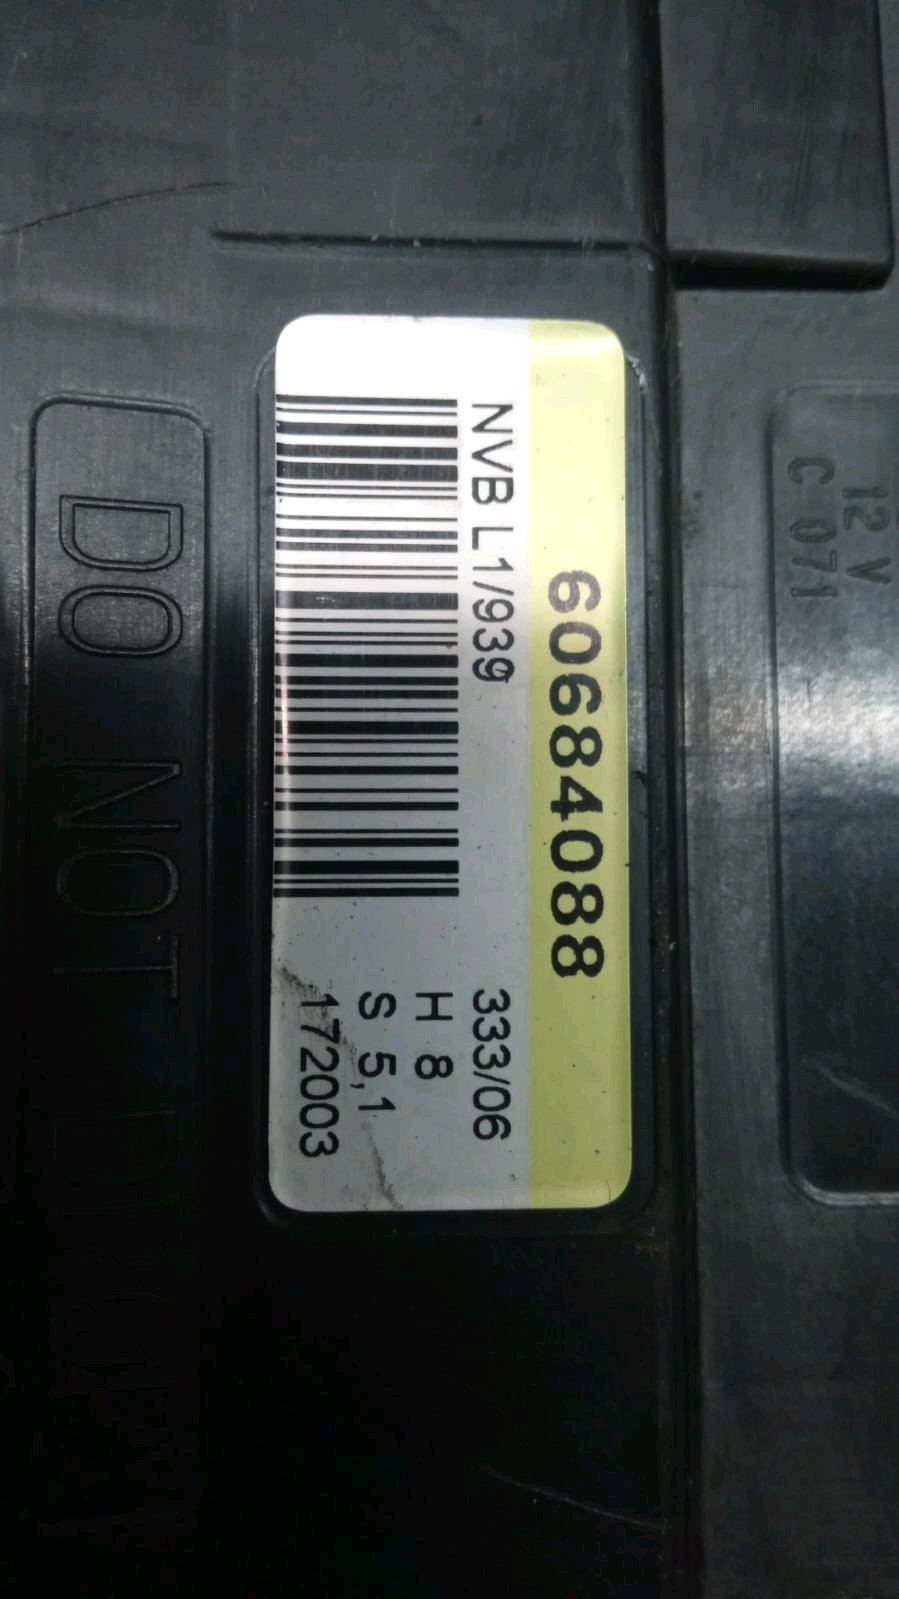 12 V
C 071
60684088
NVB L1/939
333/06
H 8
S 5,1
172003
DO NOT